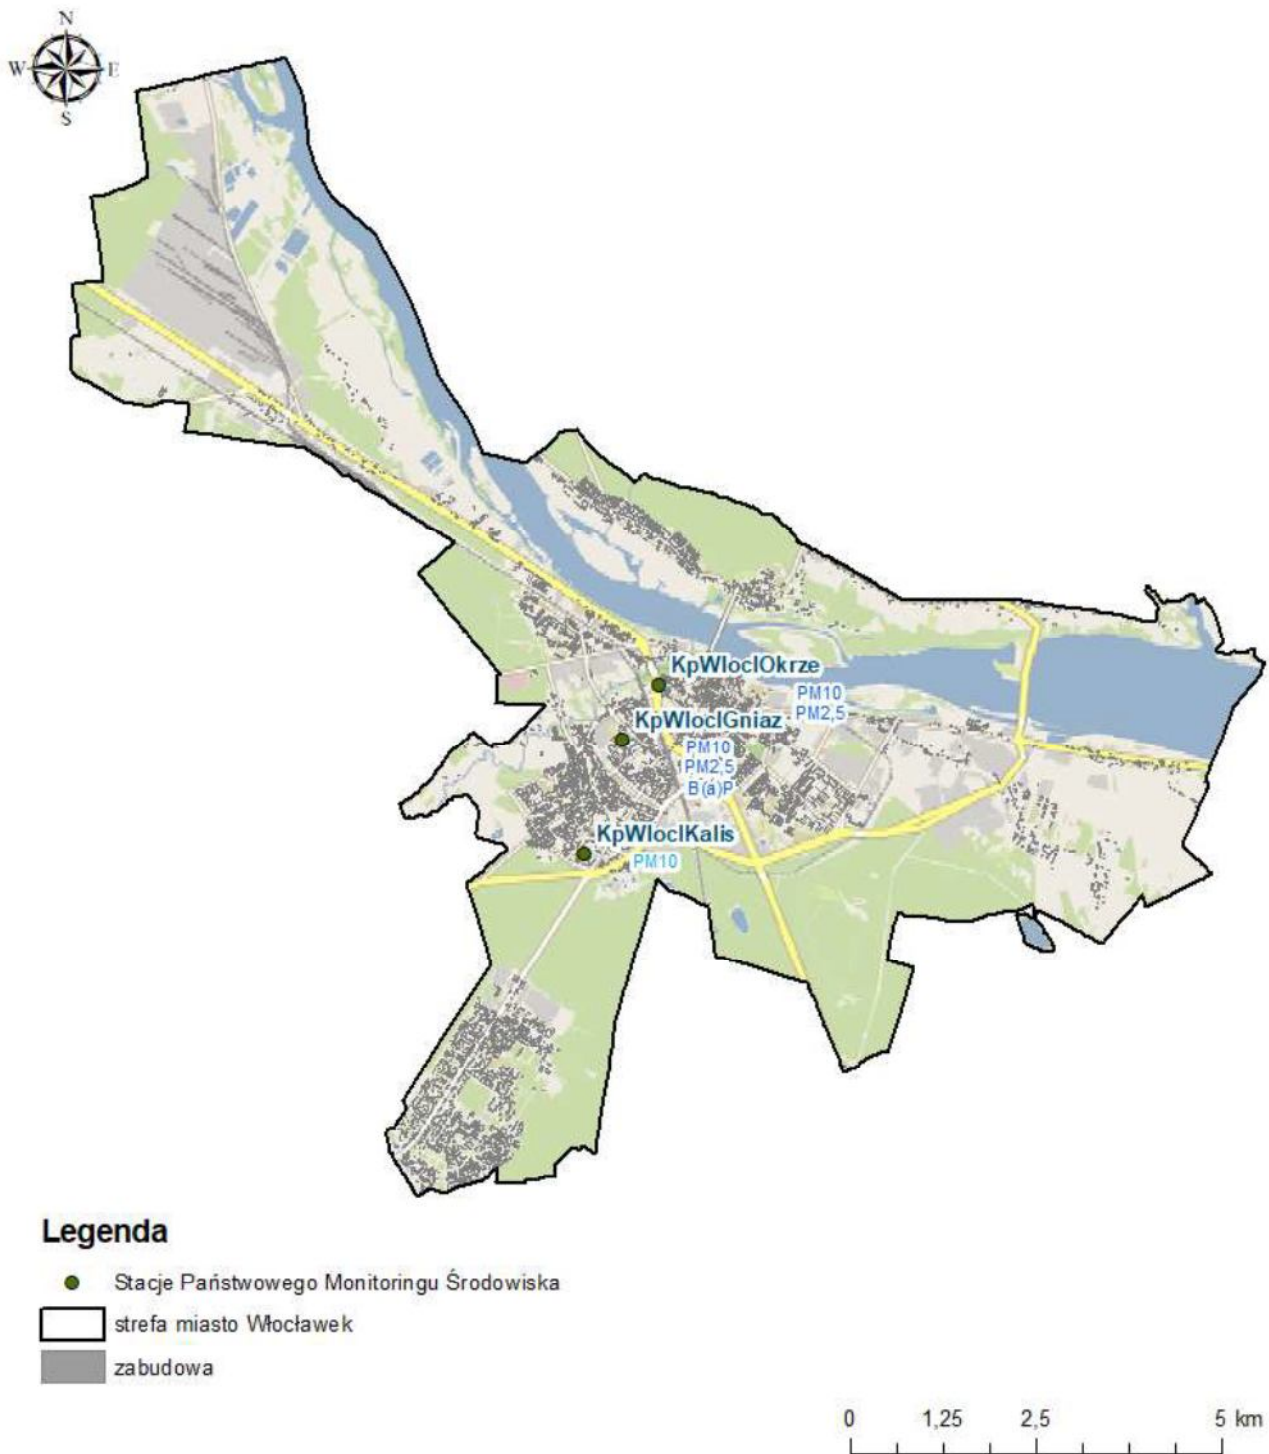 N
W E
S
KpWloclOkrze
PM10
PM2,5
KpWloclGniaz
PM10
PM2,5
B(a)P
KpWloclKalis
PM10
Legenda
Stacje Państwowego Monitoringu Środowiska
strefa miasto Włocławek
zabudowa
0 1,25 2,5 5 km